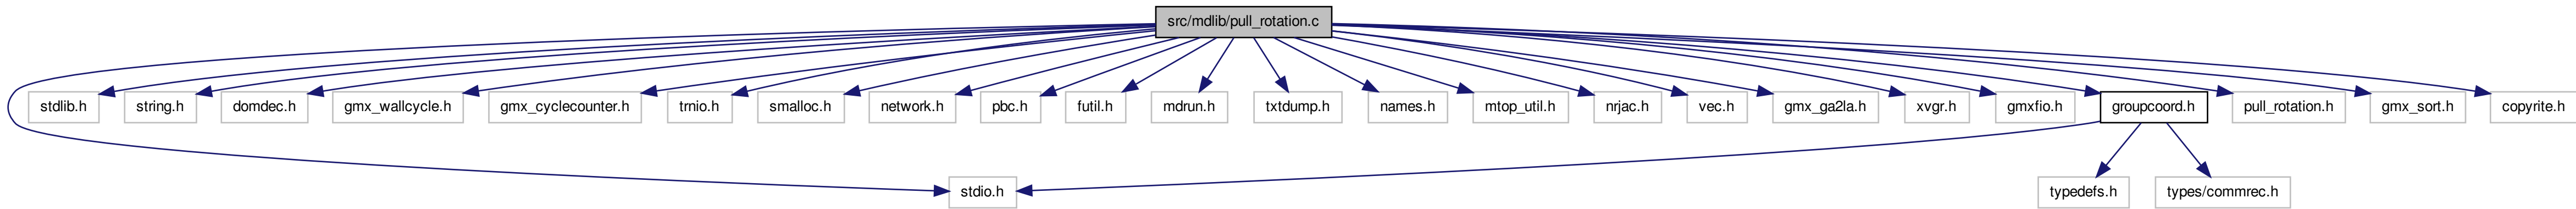 src/mdlib/pull_rotation.c
stdlib.h
string.h
domdec.h
gmx_wallcycle.h
gmx_cyclecounter.h
trnio.h
smalloc.h
network.h
pbc.h
futil.h
mdrun.h
txtdump.h
names.h
mtop_util.h
nrjac.h
vec.h
gmx_ga2la.h
xvgr.h
gmxfio.h
groupcoord.h
pull_rotation.h
gmx_sort.h
copyrite.h
stdio.h
typedefs.h
types/commrec.h